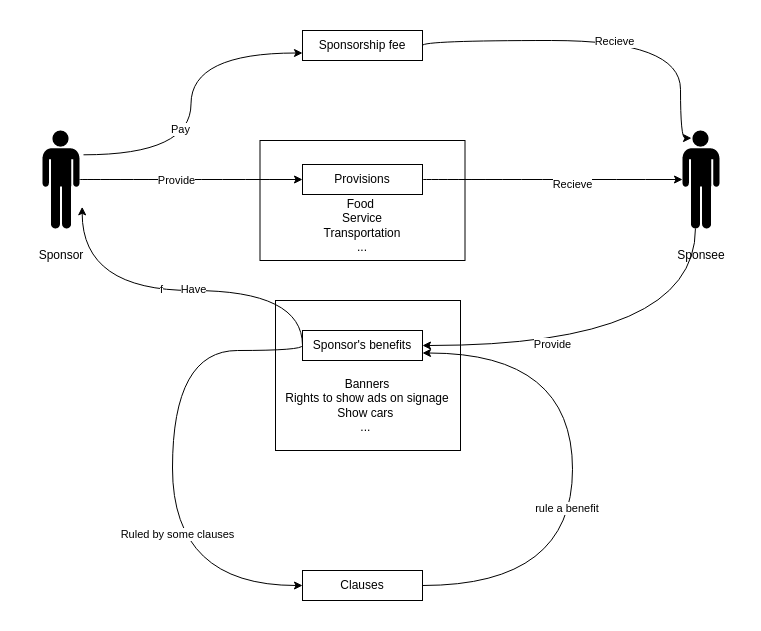 Sponsorship fee
Recieve
Pay
Provisions
Provide
Recieve
Food
Service
Transportation
...
Sponsor
Sponsee
f
Have
Sponsor's benefits
Provide
Banners
Rights to show ads on signage
Show cars
...
rule a benefit
Ruled by some clauses
Clauses